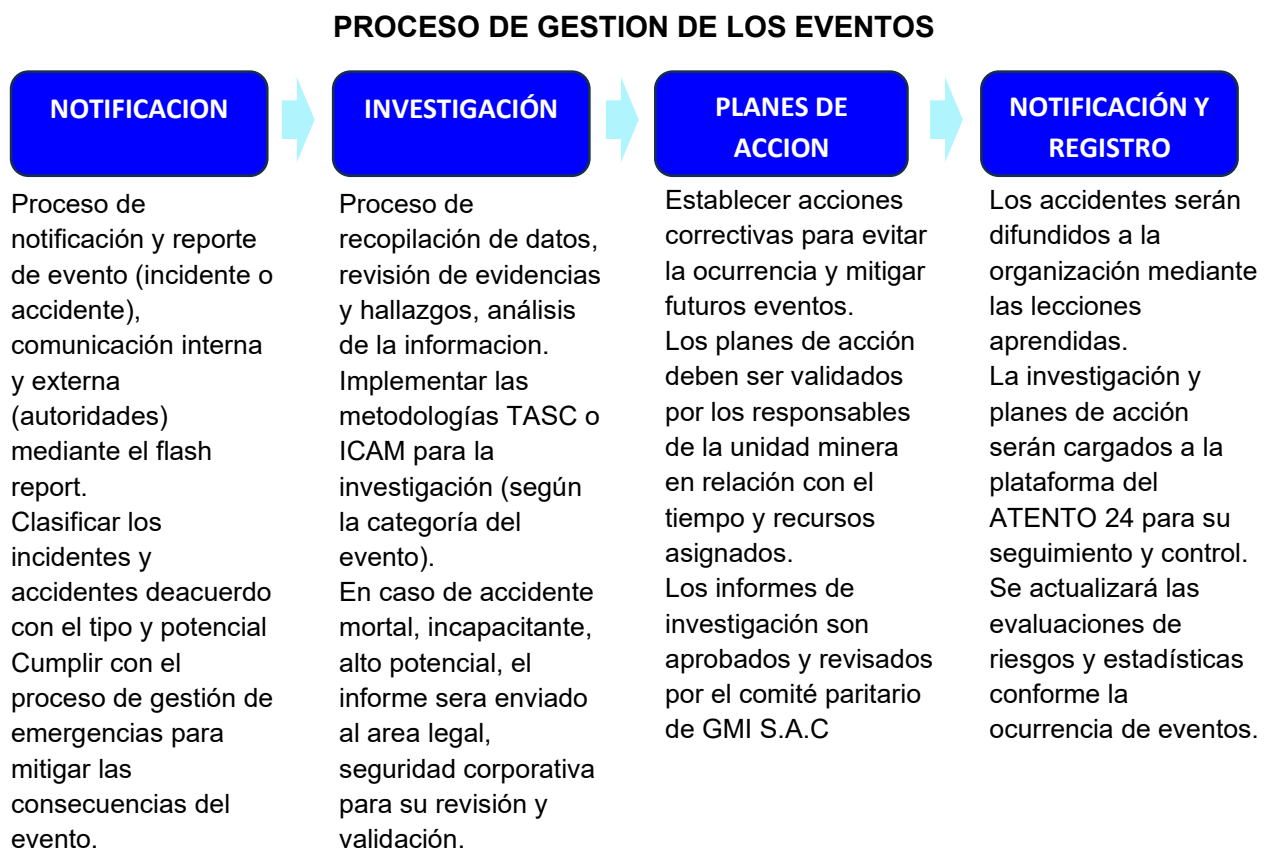 PROCESO DE GESTION DE LOS EVENTOS
NOTIFICACION
Proceso de
notificación y reporte
de evento (incidente o
accidente),
comunicación interna
y externa
(autoridades)
mediante el flash
report.
Clasificar los
incidentes y
accidentes deacuerdo
con el tipo y potencial
Cumplir con el
proceso de gestión de
emergencias para
mitigar las
consecuencias del
evento.
INVESTIGACIÓN
Proceso de
recopilación de datos,
revisión de evidencias
y hallazgos, análisis
de la informacion.
Implementar las
metodologías TASC o
ICAM para la
investigación (según
la categoría del
evento).
En caso de accidente
mortal, incapacitante,
alto potencial, el
informe sera enviado
al area legal,
seguridad corporativa
para su revisión y
validación.
PLANES DE
ACCION
Establecer acciones
correctivas para evitar
la ocurrencia y mitigar
futuros eventos.
Los planes de acción
deben ser validados
por los responsables
de la unidad minera
en relación con el
tiempo y recursos
asignados.
Los informes de
investigación son
aprobados y revisados
por el comité paritario
de GMI S.A.C
NOTIFICACIÓN Y
REGISTRO
Los accidentes serán
difundidos a la
organización mediante
las lecciones
aprendidas.
La investigación y
planes de acción
serán cargados a la
plataforma del
ATENTO 24 para su
seguimiento y control.
Se actualizará las
evaluaciones de
riesgos y estadísticas
conforme la
ocurrencia de eventos.